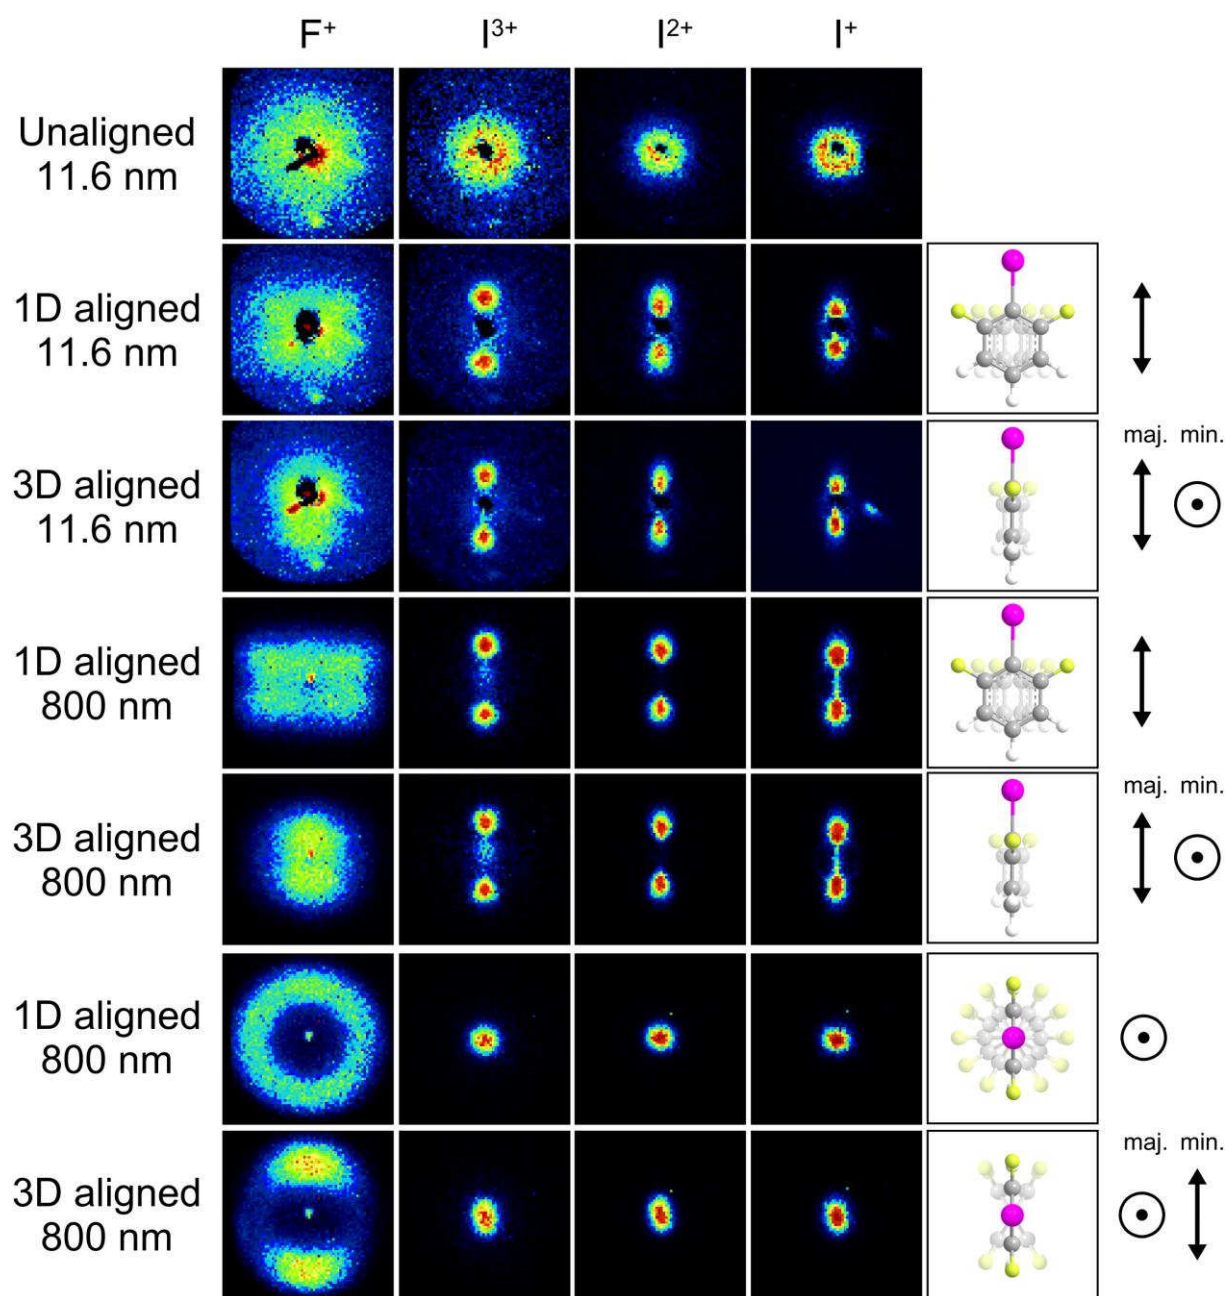 F⁺ I³⁺ I²⁺ I⁺
Unaligned
11.6 nm
1D aligned
11.6 nm
maj. min.
3D aligned
11.6 nm
1D aligned
800 nm
maj. min.
3D aligned
800 nm
1D aligned
800 nm
maj. min.
3D aligned
800 nm